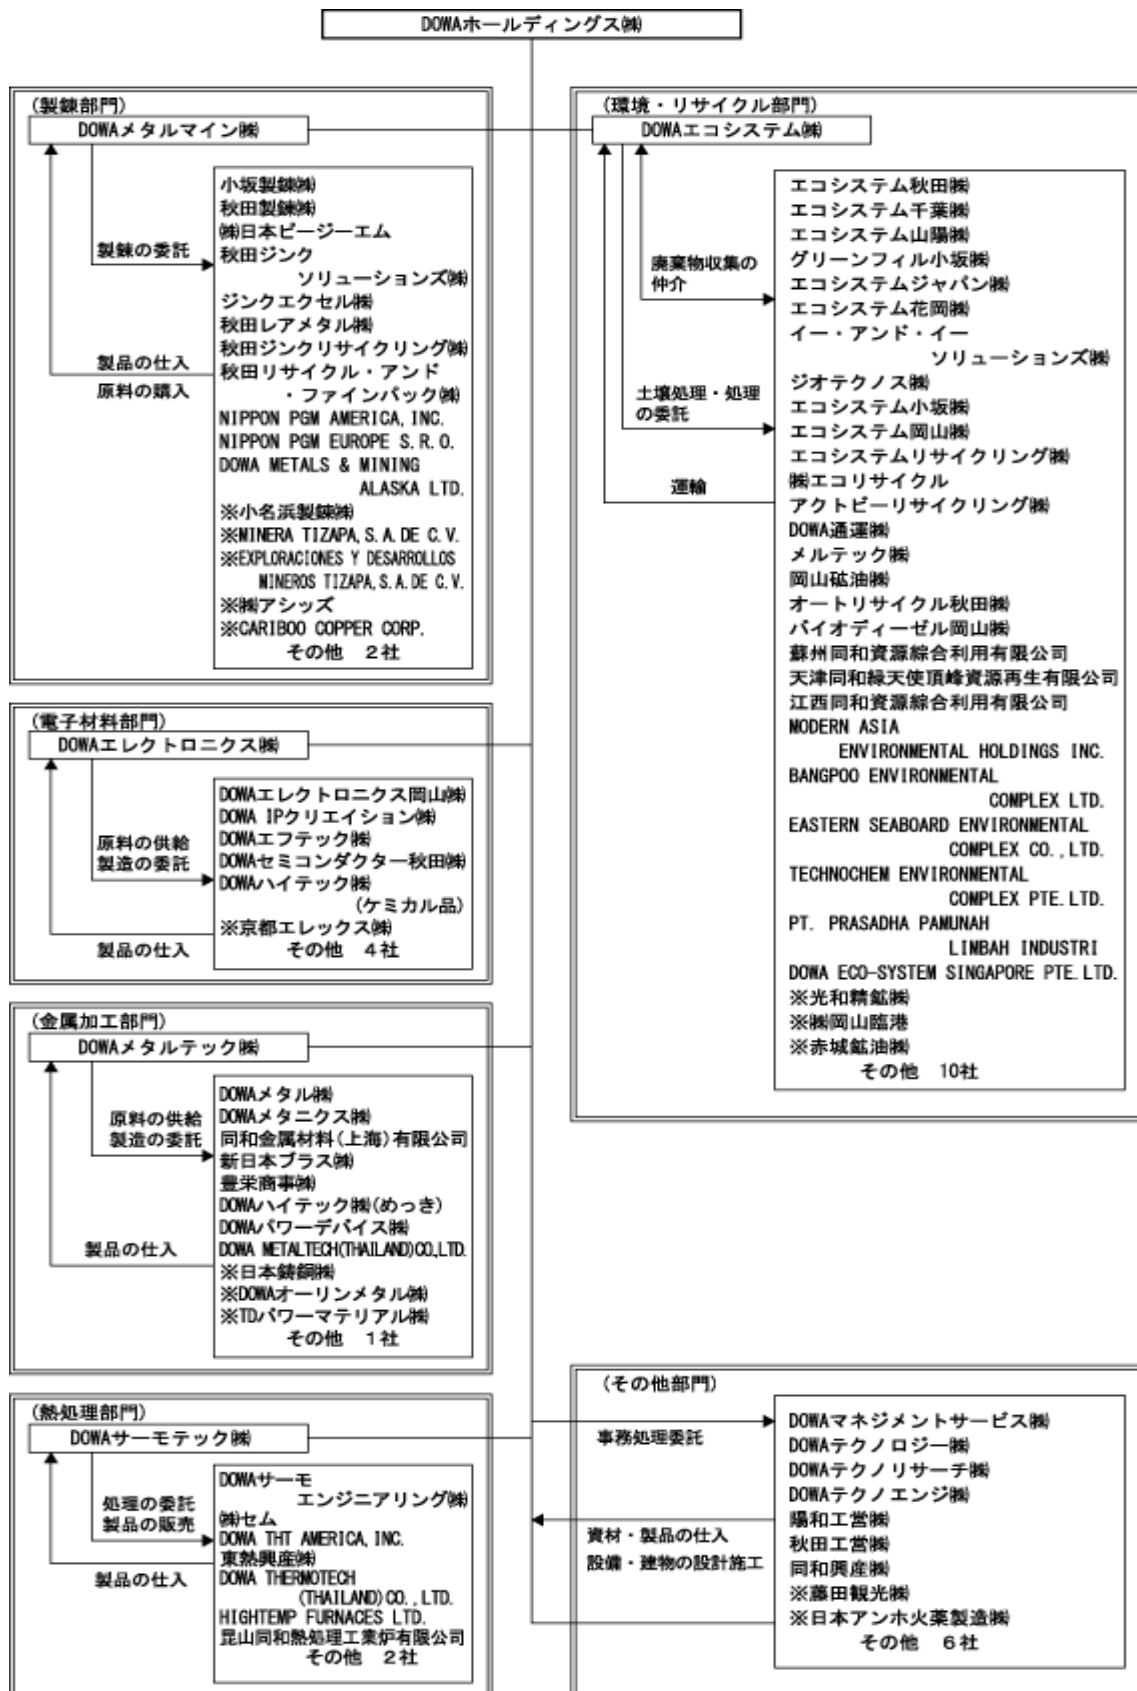 DOWAホールディングス㈱
(製錬部門)
DOWAメタルマイン㈱
製錬の委託
製品の仕入
原料の購入
小坂製錬㈱
秋田製錬㈱
㈱日本ピージーエム
秋田ジンク
ソリューションズ㈱
ジンクエクセル㈱
秋田レアメタル㈱
秋田ジンクリサイクリング㈱
秋田リサイクル・アンド
・ファインパック㈱
NIPPON PGM AMERICA, INC.
NIPPON PGM EUROPE S.R.O.
DOWA METALS & MINING
ALASKA LTD.
※小名浜製錬㈱
※MINERA TIZAPA,S.A.DE C.V.
※EXPLORACIONES Y DESARROLLOS
MINEROS TIZAPA,S.A.DE C.V.
※㈱アシッズ
※CARIBOO COPPER CORP.
その他 2社
(電子材料部門)
DOWAエレクトロニクス㈱
原料の供給
製造の委託
製品の仕入
DOWAエレクトロニクス岡山㈱
DOWA IPクリエイション㈱
DOWAエフテック㈱
DOWAセミコンダクター秋田㈱
DOWAハイテック㈱
(ケミカル品)
※京都エレックス㈱
その他 4社
(金属加工部門)
DOWAメタルテック㈱
原料の供給
製造の委託
製品の仕入
DOWAメタル㈱
DOWAメタニクス㈱
同和金属材料(上海)有限公司
新日本ブラス㈱
豊栄商事㈱
DOWAハイテック㈱(めっき)
DOWAパワーデバイス㈱
DOWA METALTECH(THAILAND)CO,LTD.
※日本鋳銅㈱
※DOWAオーリンメタル㈱
※TDパワーマテリアル㈱
その他 1社
(熱処理部門)
DOWAサーモテック㈱
処理の委託
製品の販売
製品の仕入
DOWAサーモ
エンジニアリング㈱
㈱セム
DOWA THT AMERICA, INC.
東熱興産㈱
DOWA THERMOTECH
(THAILAND)CO.,LTD.
HIGHTEMP FURNACES LTD.
昆山同和熱処理工業炉有限公司
その他 2社
(環境・リサイクル部門)
DOWAエコシステム㈱
廃棄物収集の
仲介
土壌処理・処理
の委託
運輸
エコシステム秋田㈱
エコシステム千葉㈱
エコシステム山陽㈱
グリーンフィル小坂㈱
エコシステムジャパン㈱
エコシステム花岡㈱
イー・アンド・イー
ソリューションズ㈱
ジオテクノス㈱
エコシステム小坂㈱
エコシステム岡山㈱
エコシステムリサイクリング㈱
㈱エコリサイクル
アクトビーリサイクリング㈱
DOWA通運㈱
メルテック㈱
岡山砿油㈱
オートリサイクル秋田㈱
バイオディーゼル岡山㈱
蘇州同和資源綜合利用有限公司
天津同和緑天使頂峰資源再生有限公司
江西同和資源綜合利用有限公司
MODERN ASIA
ENVIRONMENTAL HOLDINGS INC.
BANGPOO ENVIRONMENTAL
COMPLEX LTD.
EASTERN SEABOARD ENVIRONMENTAL
COMPLEX CO.,LTD.
TECHNOCHEM ENVIRONMENTAL
COMPLEX PTE.LTD.
PT. PRASADHA PAMUNAH
LIMBAH INDUSTRI
DOWA ECO-SYSTEM SINGAPORE PTE.LTD.
※光和精鉱㈱
※㈱岡山臨港
※赤城鉱油㈱
その他 10社
(その他部門)
事務処理委託
資材・製品の仕入
設備・建物の設計施工
DOWAマネジメントサービス㈱
DOWAテクノロジー㈱
DOWAテクノリサーチ㈱
DOWAテクノエンジ㈱
陽和工営㈱
秋田工営㈱
同和興産㈱
※藤田観光㈱
※日本アンホ火薬製造㈱
その他 6社